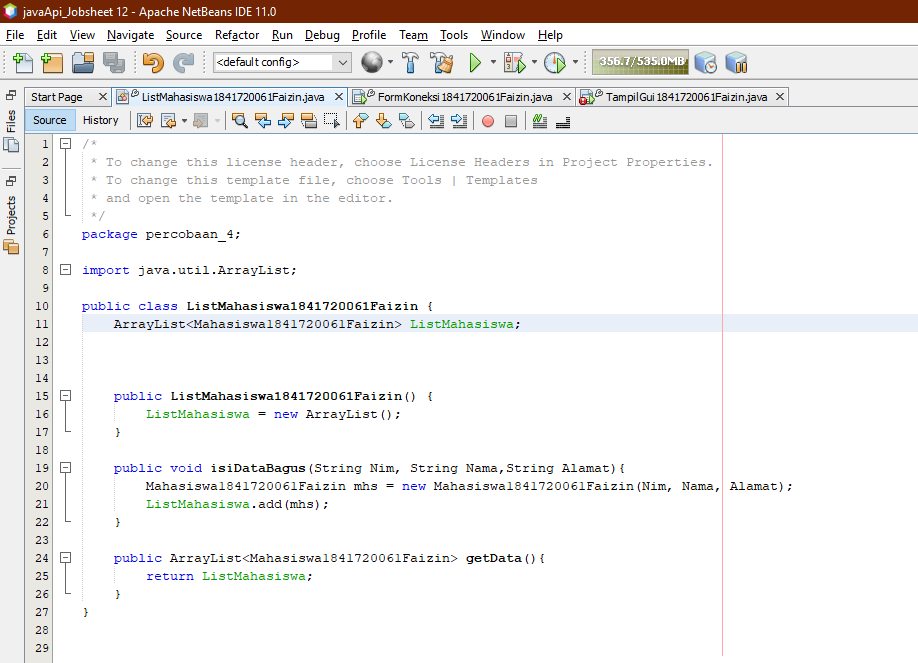 javaApi_Jobsheet 12 - Apache NetBeans IDE 11.0
File Edit View Navigate Source Refactor Run Debug Profile Team Tools Window Help
<default config>
356.7/535.0MB
Files
Projects
Start Page
ListMahasiswa1841720061Faizin.java
FormKoneksi1841720061Faizin.java
TampilGui1841720061Faizin.java
Source History
1 /*
2 * To change this license header, choose License Headers in Project Properties.
3 * To change this template file, choose Tools | Templates
4 * and open the template in the editor.
5 */
6 package percobaan_4;
7
8 import java.util.ArrayList;
9
10 public class ListMahasiswa1841720061Faizin {
11 ArrayList<Mahasiswa1841720061Faizin> ListMahasiswa;
12
13
14
15 public ListMahasiswa1841720061Faizin() {
16 ListMahasiswa = new ArrayList();
17 }
18
19 public void isiDataBagus(String Nim, String Nama,String Alamat){
20 Mahasiswa1841720061Faizin mhs = new Mahasiswa1841720061Faizin(Nim, Nama, Alamat);
21 ListMahasiswa.add(mhs);
22 }
23
24 public ArrayList<Mahasiswa1841720061Faizin> getData(){
25 return ListMahasiswa;
26 }
27 }
28
29